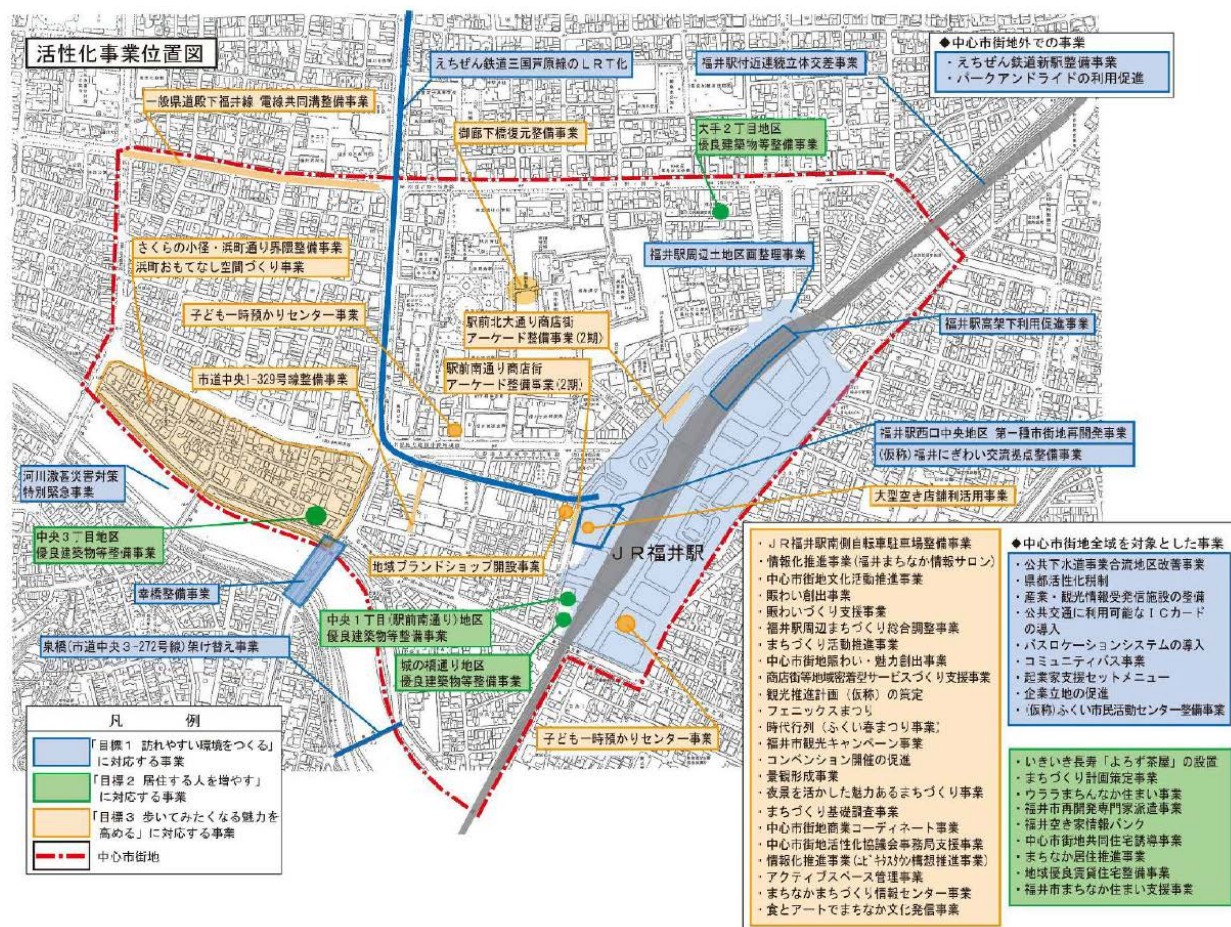 活性化事業位置図
◆中心市街地外での事業
・えちぜん鉄道新駅整備事業
・パークアンドライドの利用促進
えちぜん鉄道三国芦原線のLRT化
福井駅付近連続立体交差事業
一般県道殿下福井線 電線共同溝整備事業
御廊下橋復元整備事業
大手2丁目地区
優良建築物等整備事業
さくらの小径・浜町通り界隈整備事業
浜町おもてなし空間づくり事業
福井駅周辺土地区画整理事業
子ども一時預かりセンター事業
駅前北大通り商店街
アーケード整備事業(2期)
福井駅高架下利用促進事業
市道中央1-329号線整備事業
駅前南通り商店街
アーケード整備事業(2期)
福井駅西口中央地区 第一種市街地再開発事業
(仮称)福井にぎわい交流拠点整備事業
河川激甚災害対策
特別緊急事業
大型空き店舗利活用事業
中央3丁目地区
優良建築物等整備事業
JR福井駅
地域ブランドショップ開設事業
幸橋整備事業
中央1丁目(駅前南通り)地区
優良建築物等整備事業
泉橋(市道中央3-272号線)架け替え事業
城の橋通り地区
優良建築物等整備事業
子ども一時預かりセンター事業
凡 例
「目標1 訪れやすい環境をつくる」
に対応する事業
「目標2 居住する人を増やす」
に対応する事業
「目標3 歩いてみたくなる魅力を
高める」に対応する事業
中心市街地
・JR福井駅南側自転車駐車場整備事業
・情報化推進事業(福井まちなか情報サロン)
・中心市街地文化活動推進事業
・賑わい創出事業
・賑わいづくり支援事業
・福井駅周辺まちづくり総合調整事業
・まちづくり活動推進事業
・中心市街地賑わい・魅力創出事業
・商店街等地域密着型サービスづくり支援事業
・観光推進計画(仮称)の策定
・フェニックスまつり
・時代行列(ふくい春まつり事業)
・福井市観光キャンペーン事業
・コンベンション開催の促進
・景観形成事業
・夜景を活かした魅力あるまちづくり事業
・まちづくり基礎調査事業
・中心市街地商業コーディネート事業
・中心市街地活性化協議会事務局支援事業
・情報化推進事業(ユビキタスタウン構想推進事業)
・アクティブスペース管理事業
・まちなかまちづくり情報センター事業
・食とアートでまちなか文化発信事業
◆中心市街地全域を対象とした事業
・公共下水道事業合流地区改善事業
・県都活性化税制
・産業・観光情報受発信施設の整備
・公共交通に利用可能なICカード
の導入
・バスロケーションシステムの導入
・コミュニティバス事業
・起業家支援セットメニュー
・企業立地の促進
・(仮称)ふくい市民活動センター整備事業
・いきいき長寿「よろず茶屋」の設置
・まちづくり計画策定事業
・ウララまちんなか住まい事業
・福井市再開発専門家派遣事業
・福井空き家情報バンク
・中心市街地共同住宅誘導事業
・まちなか居住推進事業
・地域優良賃貸住宅整備事業
・福井市まちなか住まい支援事業